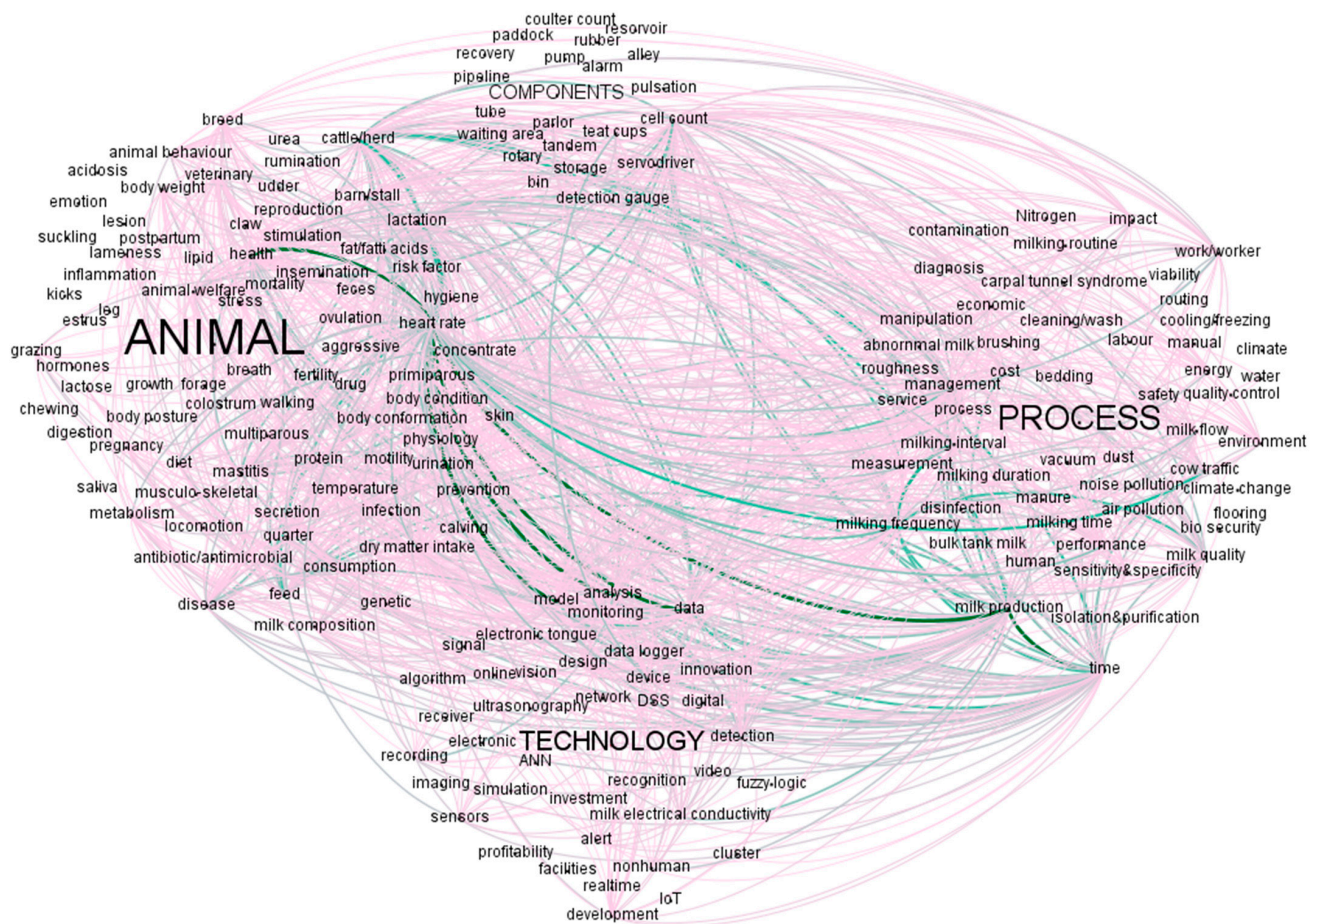 coulter count
reservoir
paddock
rubber
recovery
pump
alley
alarm
pipeline
COMPONENTS
pulsation
tube
parlor
cell count
waiting area
teat cups
tandem
rotary
storage
servodriver
bin
detection gauge
breed
urea
cattle/herd
animal behaviour
rumination
acidosis
veterinary
body weight
udder
barn/stall
emotion
reproduction
lesion
claw
lactation
suckling
postpartum
stimulation
lameness
lipid
health
fat/fatti acids
inflammation
insemination
risk factor
kicks
animal welfare
mortality
feces
stress
hygiene
leg
estrus
ovulation
heart rate
ANIMAL
grazing
aggressive
concentrate
hormones
breath
fertility
primiparous
lactose
growth
forage
drug
chewing
colostrum
walking
body condition
body posture
body conformation
skin
digestion
multiparous
physiology
pregnancy
diet
mastitis
protein
motility
urination
saliva
musculo-skeletal
temperature
prevention
metabolism
secretion
infection
locomotion
calving
quarter
antibiotic/antimicrobial
dry matter intake
consumption
disease
feed
genetic
milk composition
Nitrogen
impact
contamination
milking routine
work/worker
diagnosis
carpal tunnel syndrome
viability
economic
routing
manipulation
cleaning/wash
cooling/freezing
abnornmal milk
brushing
labour
manual
climate
roughness
cost
bedding
energy
water
management
service
safety
quality control
process
PROCESS
milk flow
milking interval
environment
measurement
vacuum
dust
cow traffic
milking duration
noise pollution
climate change
manure
disinfection
air pollution
flooring
milking frequency
milking time
bio security
bulk tank milk
performance
milk quality
human
sensitivity&specificity
milk production
isolation&purification
time
model
analysis
monitoring
data
electronic tongue
signal
data logger
algorithm
online
vision
design
device
innovation
ultrasonography
network
DSS
digital
receiver
electronic
TECHNOLOGY
detection
recording
ANN
imaging
simulation
recognition
video
fuzzy-logic
investment
sensors
milk electrical conductivity
alert
profitability
cluster
facilities
nonhuman
realtime
IoT
development